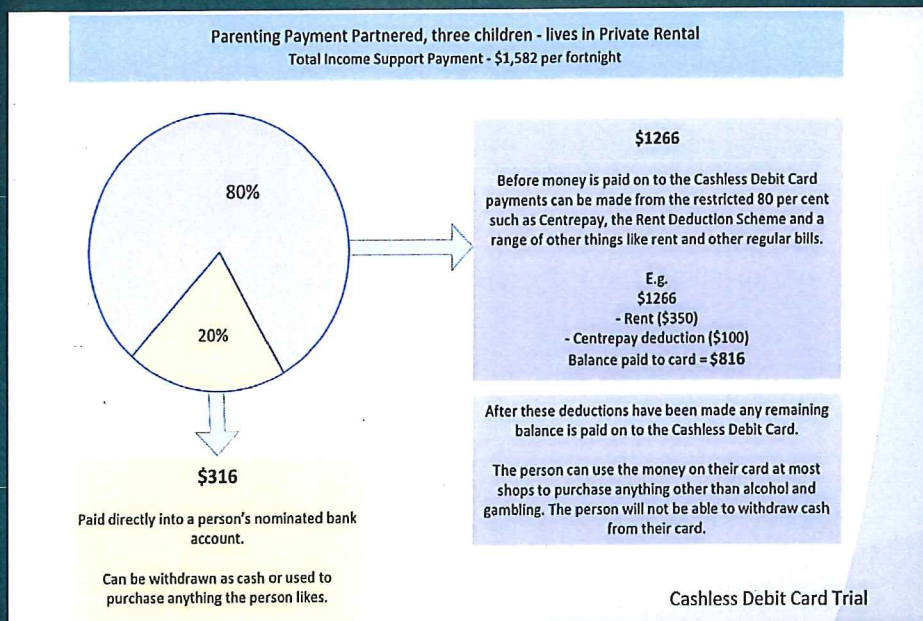 Parenting Payment Partnered, three children - lives in Private Rental
Total Income Support Payment - $1,582 per fortnight
80%
20%
$1266
Before money is paid on to the Cashless Debit Card
payments can be made from the restricted 80 per cent
such as Centrepay, the Rent Deduction Scheme and a
range of other things like rent and other regular bills.
E.g.
$1266
- Rent ($350)
- Centrepay deduction ($100)
Balance paid to card = $816
After these deductions have been made any remaining
balance is paid on to the Cashless Debit Card.
The person can use the money on their card at most
shops to purchase anything other than alcohol and
gambling. The person will not be able to withdraw cash
from their card.
$316
Paid directly into a person's nominated bank
account.
Can be withdrawn as cash or used to
purchase anything the person likes.
Cashless Debit Card Trial